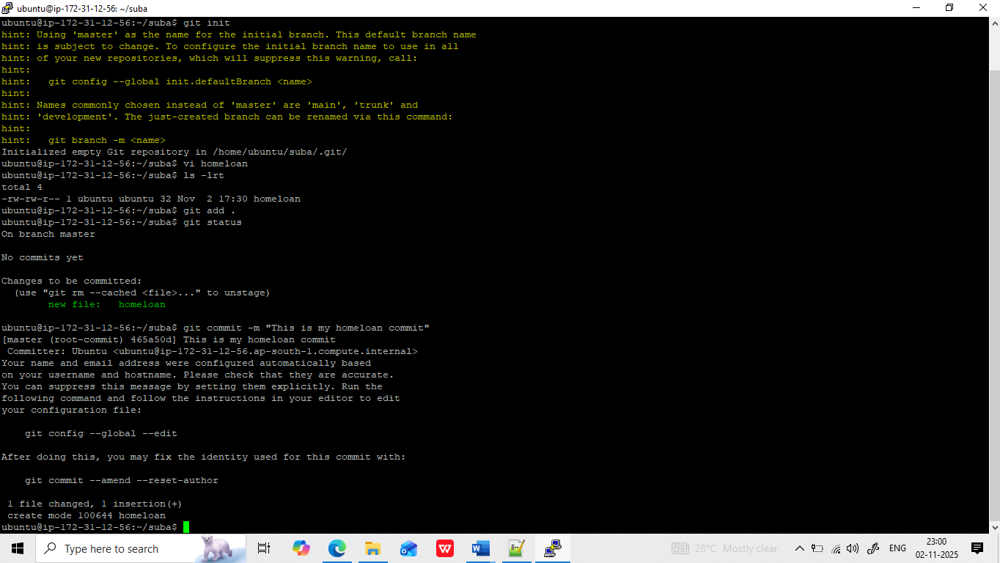 ubuntu@ip-172-31-12-56: ~/suba
ubuntu@ip-172-31-12-56:~/suba$ git init
hint: Using 'master' as the name for the initial branch. This default branch name
hint: is subject to change. To configure the initial branch name to use in all
hint: of your new repositories, which will suppress this warning, call:
hint:
hint:   git config --global init.defaultBranch <name>
hint:
hint: Names commonly chosen instead of 'master' are 'main', 'trunk' and
hint: 'development'. The just-created branch can be renamed via this command:
hint:
hint:   git branch -m <name>
Initialized empty Git repository in /home/ubuntu/suba/.git/
ubuntu@ip-172-31-12-56:~/suba$ vi homeloan
ubuntu@ip-172-31-12-56:~/suba$ ls -lrt
total 4
-rw-rw-r-- 1 ubuntu ubuntu 32 Nov  2 17:30 homeloan
ubuntu@ip-172-31-12-56:~/suba$ git add .
ubuntu@ip-172-31-12-56:~/suba$ git status
On branch master

No commits yet

Changes to be committed:
  (use "git rm --cached <file>..." to unstage)
        new file:   homeloan

ubuntu@ip-172-31-12-56:~/suba$ git commit -m "This is my homeloan commit"
[master (root-commit) 465a50d] This is my homeloan commit
 Committer: Ubuntu <ubuntu@ip-172-31-12-56.ap-south-1.compute.internal>
Your name and email address were configured automatically based
on your username and hostname. Please check that they are accurate.
You can suppress this message by setting them explicitly. Run the
following command and follow the instructions in your editor to edit
your configuration file:

    git config --global --edit

After doing this, you may fix the identity used for this commit with:

    git commit --amend --reset-author

 1 file changed, 1 insertion(+)
 create mode 100644 homeloan
ubuntu@ip-172-31-12-56:~/suba$
Type here to search
28°C Mostly clear
ENG
23:00
02-11-2025